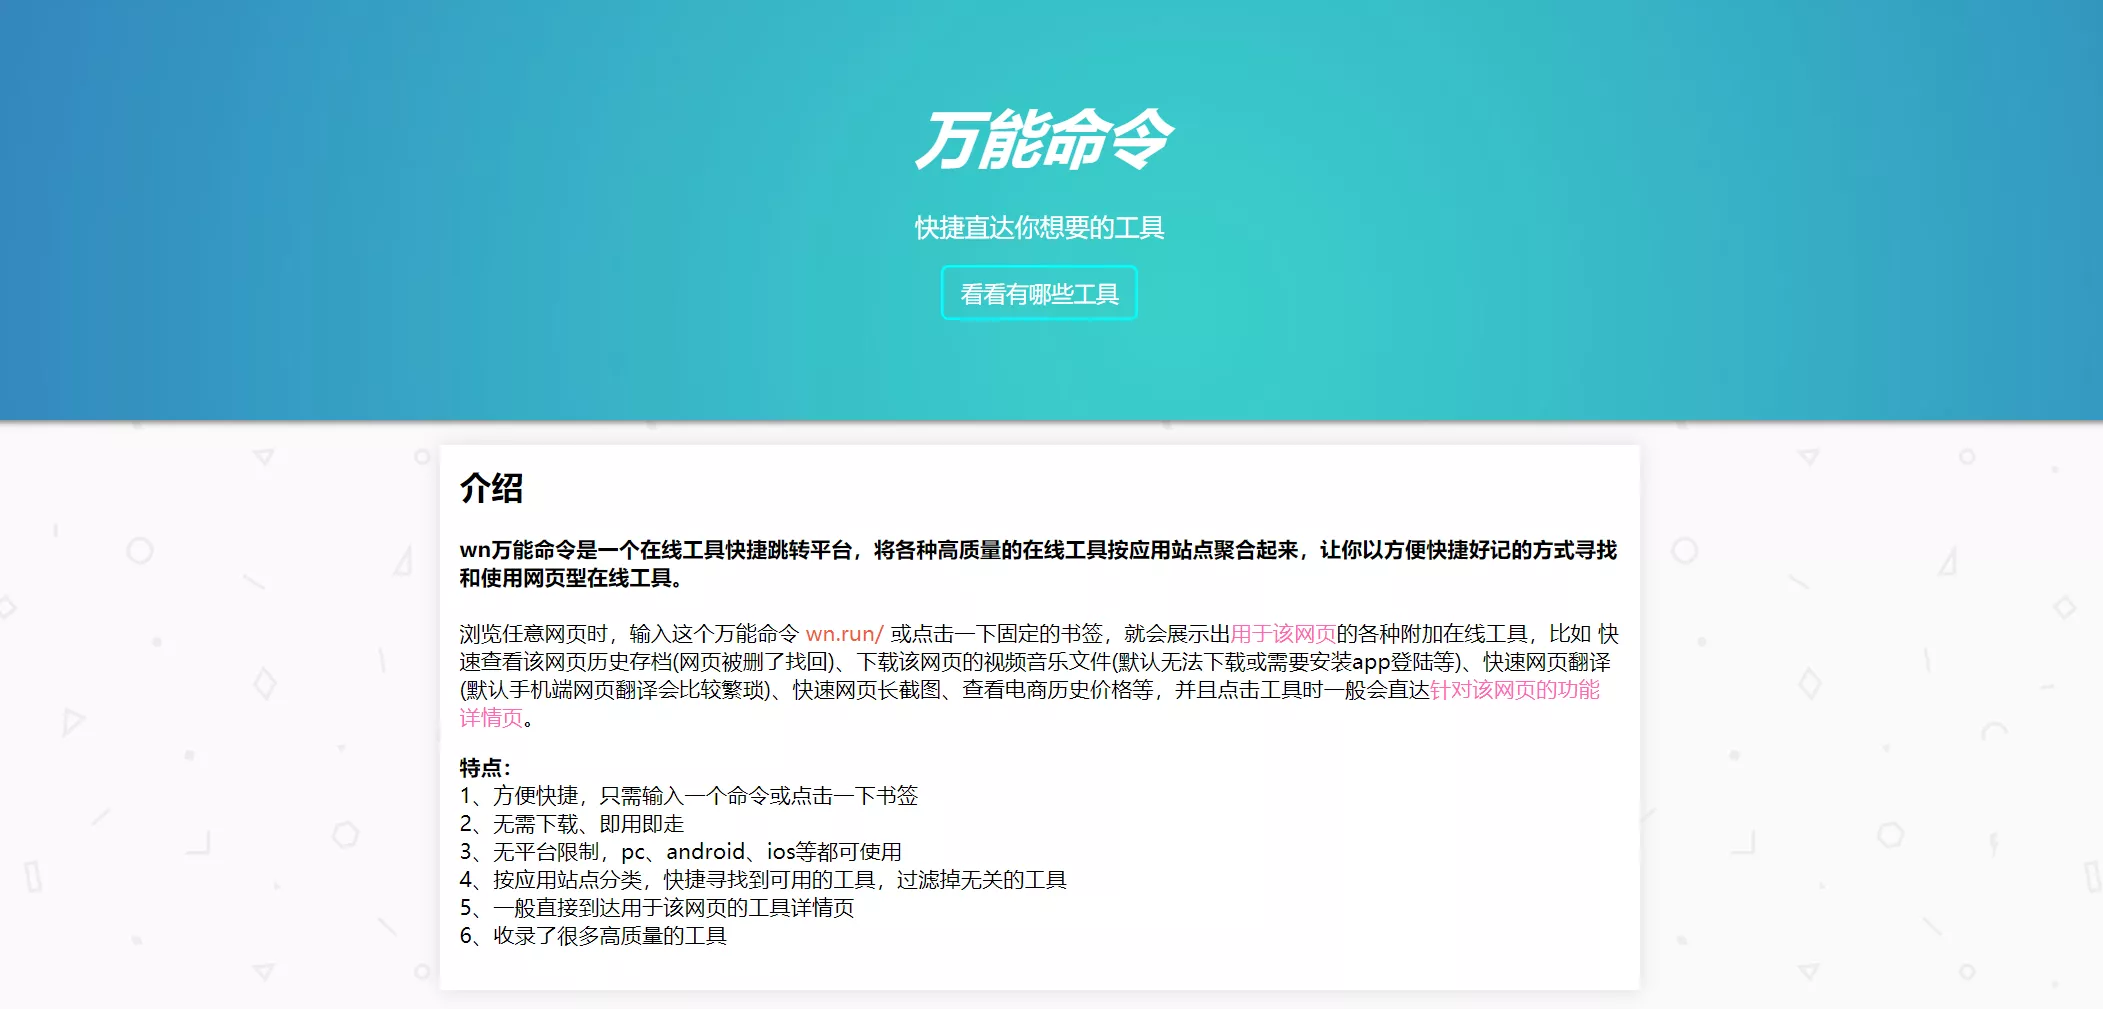 万能命令
快捷直达你想要的工具
看看有哪些工具
介绍
wn万能命令是一个在线工具快捷跳转平台，将各种高质量的在线工具按应用站点聚合起来，让你以方便快捷好记的方式寻找
和使用网页型在线工具。
浏览任意网页时，输入这个万能命令 wn.run/ 或点击一下固定的书签，就会展示出用于该网页的各种附加在线工具，比如 快
速查看该网页历史存档(网页被删了找回)、下载该网页的视频音乐文件(默认无法下载或需要安装app登陆等)、快速网页翻译
(默认手机端网页翻译会比较繁琐)、快速网页长截图、查看电商历史价格等，并且点击工具时一般会直达针对该网页的功能
详情页。
特点：
1、方便快捷，只需输入一个命令或点击一下书签
2、无需下载、即用即走
3、无平台限制，pc、android、ios等都可使用
4、按应用站点分类，快捷寻找到可用的工具，过滤掉无关的工具
5、一般直接到达用于该网页的工具详情页
6、收录了很多高质量的工具